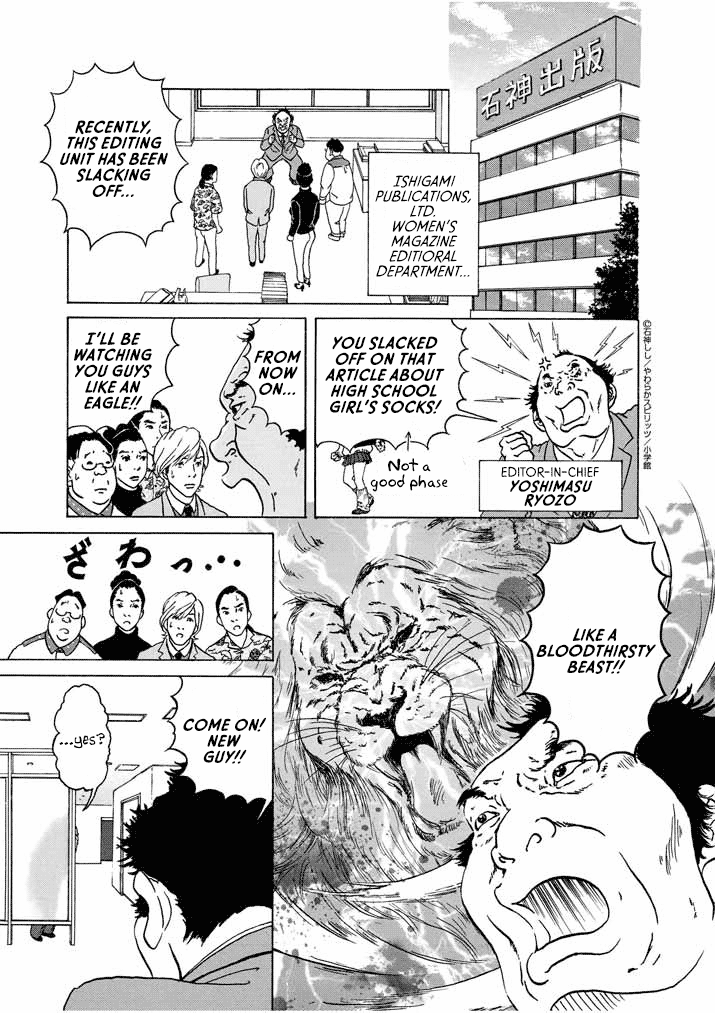 石神出版
RECENTLY,
THIS EDITING
UNIT HAS BEEN
SLACKING
OFF...
ISHIGAMI
PUBLICATIONS,
LTD.
WOMEN'S
MAGAZINE
EDITIORAL
DEPARTMENT...
©石神しし/やわらかスピリッツ/小学館
YOU SLACKED
OFF ON THAT
ARTICLE ABOUT
HIGH SCHOOL
GIRL'S SOCKS!
Not a
good phase
EDITOR-IN-CHIEF
YOSHIMASU
RYOZO
FROM
NOW
ON...
I'LL BE
WATCHING
YOU GUYS
LIKE AN
EAGLE!!
ざわっ...
LIKE A
BLOODTHIRSTY
BEAST!!
COME ON!
NEW
GUY!!
...yes?